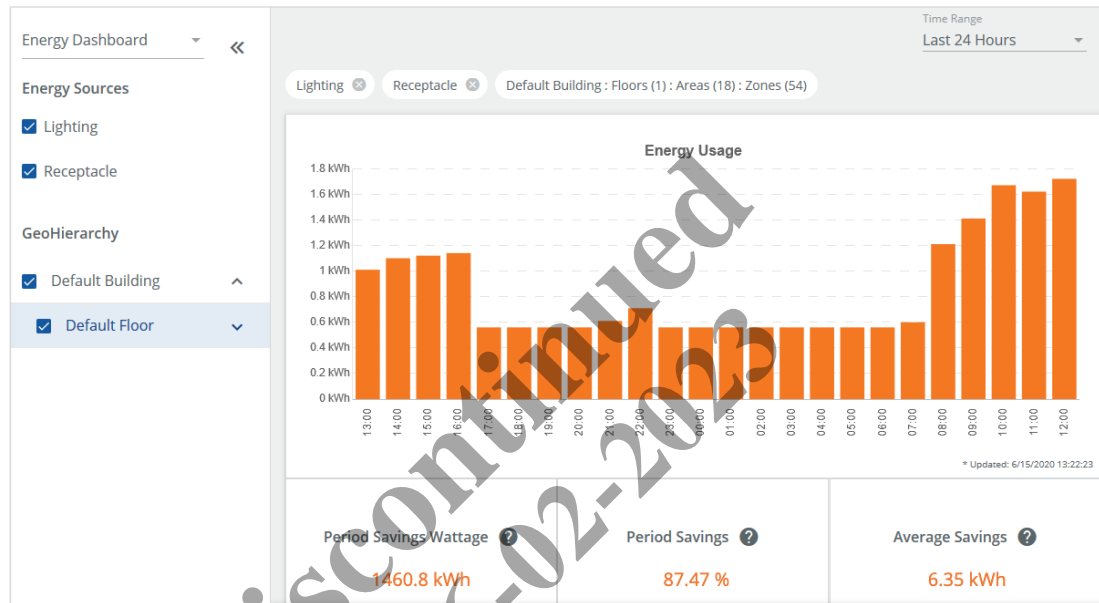 Time Range
Energy Dashboard
Last 24 Hours
Energy Sources
Lighting
Receptacle
GeoHierarchy
Default Building
Default Floor
Lighting
Receptacle
Default Building : Floors (1) : Areas (18) : Zones (54)
Energy Usage
1.8 kWh
1.6 kWh
1.4 kWh
1.2 kWh
1 kWh
0.8 kWh
0.6 kWh
0.4 kWh
0.2 kWh
0 kWh
13:00
14:00
15:00
16:00
17:00
18:00
19:00
20:00
21:00
22:00
23:00
00:00
01:00
02:00
03:00
04:00
05:00
06:00
07:00
08:00
09:00
10:00
11:00
12:00
* Updated: 6/15/2020 13:22:23
Period Savings Wattage ?
1460.8 kWh
Period Savings ?
87.47 %
Average Savings ?
6.35 kWh
iscontinued
-02-2023